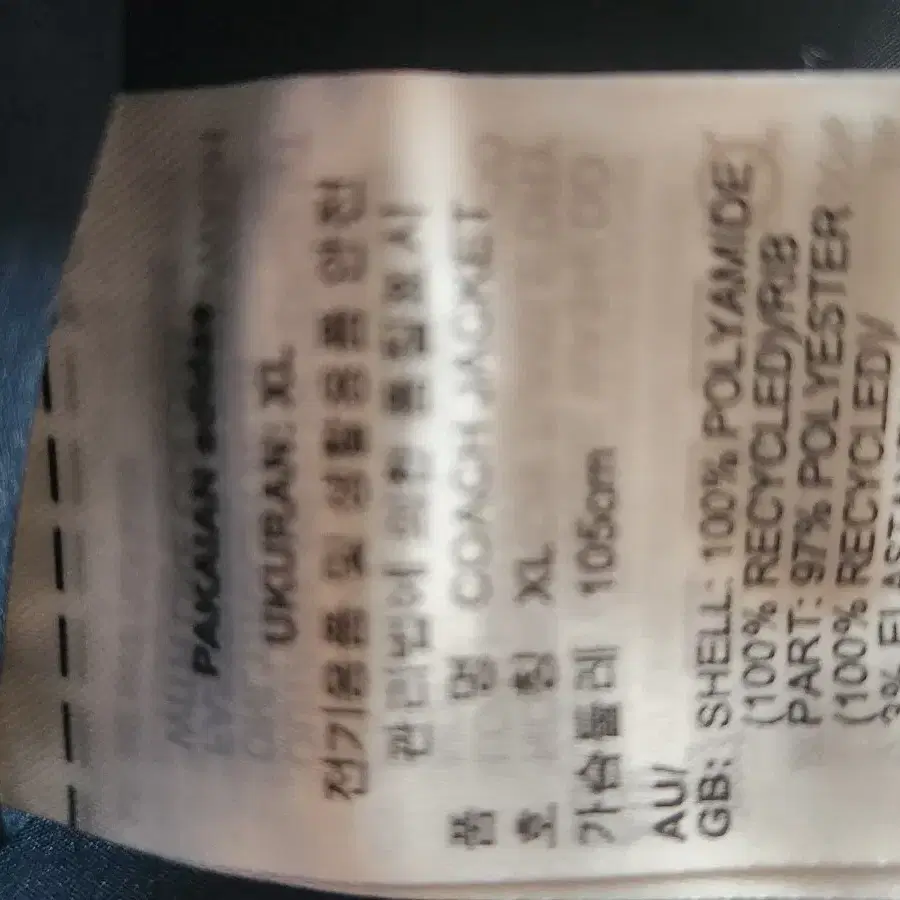 PAKAIAN adidas
UKURAN: XL
전기용품 및 생활용품 안전
관리법에 의한 품질표시
품 명 COACH JACKET
호 칭 XL
가슴둘레 105cm
AU/
GB: SHELL: 100% POLYAMIDE
(100% RECYCLED)/RIB
PART: 97% POLYESTER
(100% RECYCLED)/
3% ELASTANE